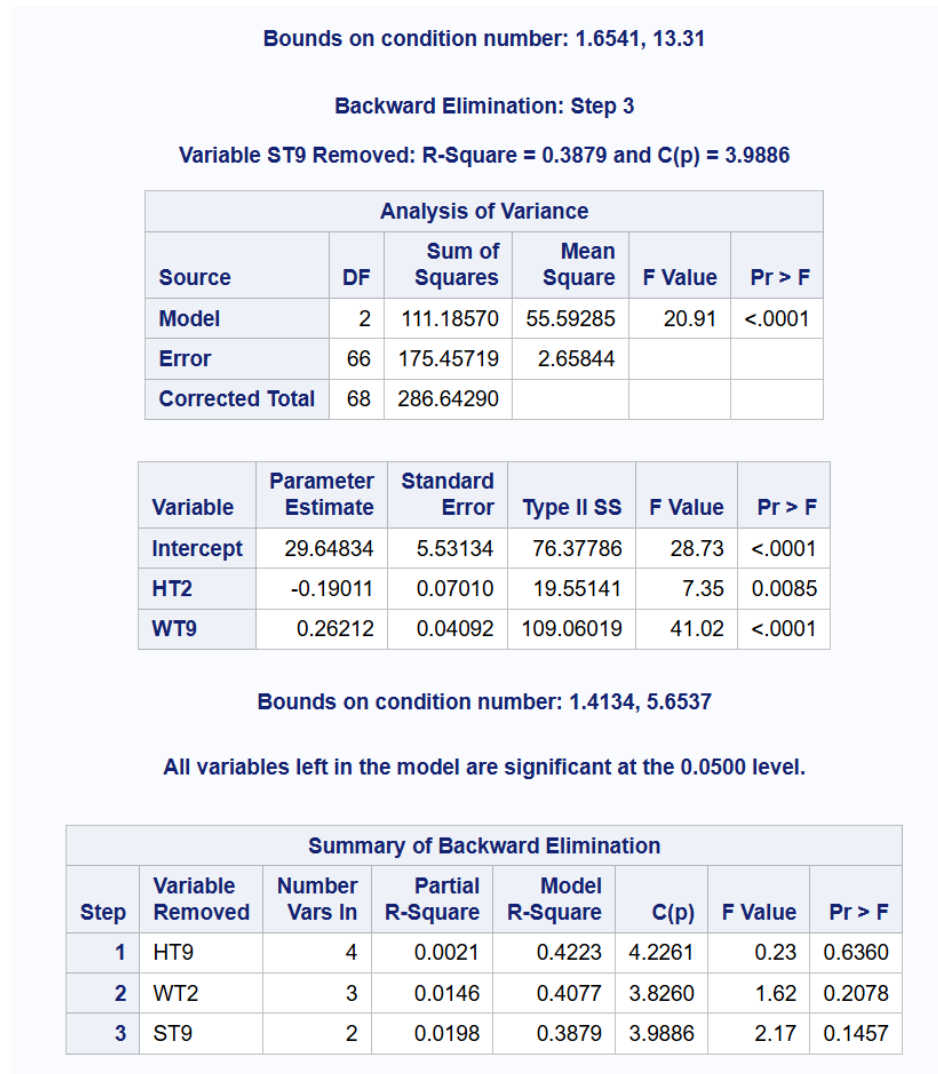 Bounds on condition number: 1.6541, 13.31
Backward Elimination: Step 3
Variable ST9 Removed: R-Square = 0.3879 and C(p) = 3.9886
Analysis of Variance
Source DF Sum of Squares Mean Square F Value Pr > F
Model 2 111.18570 55.59285 20.91 <.0001
Error 66 175.45719 2.65844
Corrected Total 68 286.64290
Variable Parameter Estimate Standard Error Type II SS F Value Pr > F
Intercept 29.64834 5.53134 76.37786 28.73 <.0001
HT2 -0.19011 0.07010 19.55141 7.35 0.0085
WT9 0.26212 0.04092 109.06019 41.02 <.0001
Bounds on condition number: 1.4134, 5.6537
All variables left in the model are significant at the 0.0500 level.
Summary of Backward Elimination
Step Variable Removed Number Vars In Partial R-Square Model R-Square C(p) F Value Pr > F
1 HT9 4 0.0021 0.4223 4.2261 0.23 0.6360
2 WT2 3 0.0146 0.4077 3.8260 1.62 0.2078
3 ST9 2 0.0198 0.3879 3.9886 2.17 0.1457